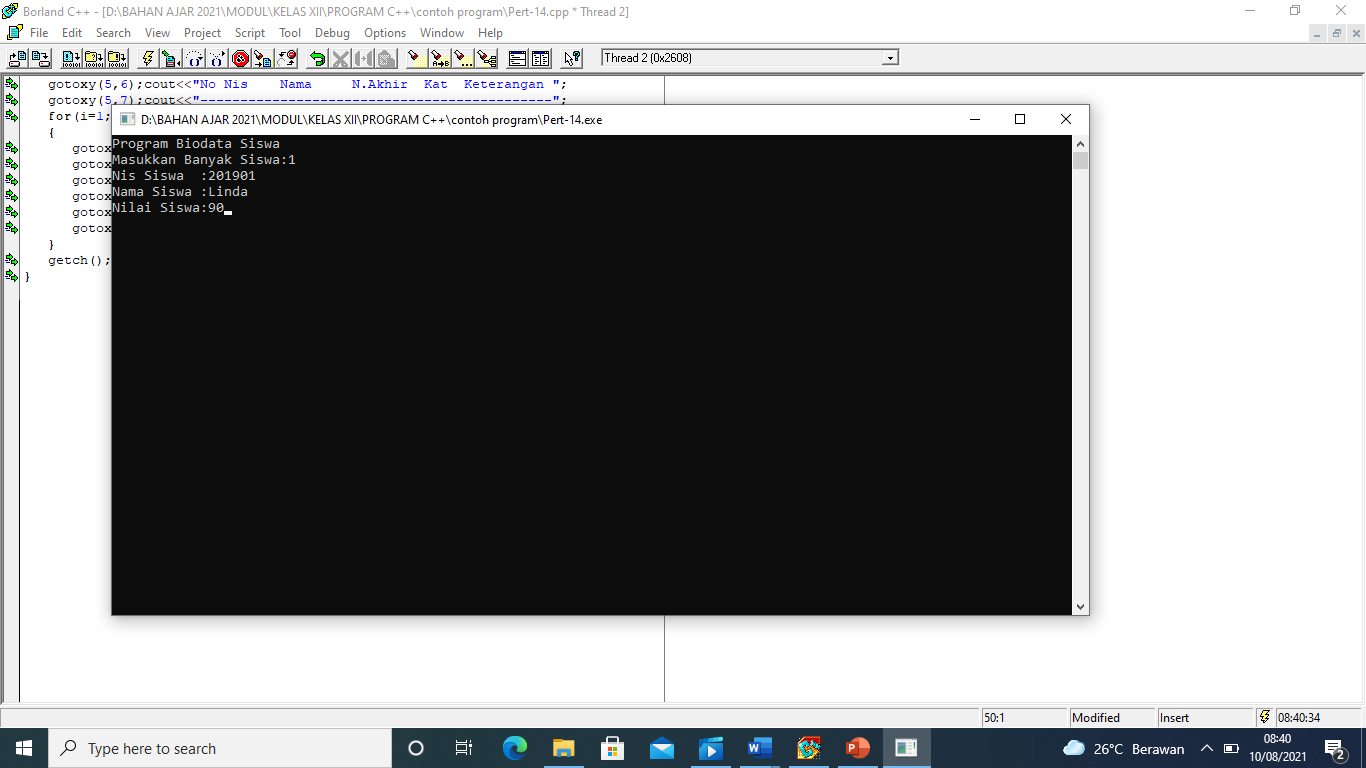 Borland C++ - [D:\BAHAN AJAR 2021\MODUL\KELAS XII\PROGRAM C++\contoh program\Pert-14.cpp * Thread 2]
File Edit Search View Project Script Tool Debug Options Window Help
Thread 2 (0x2608)
gotoxy(5,6);cout<<"No Nis    Nama     N.Akhir  Kat  Keterangan ";
gotoxy(5,7);cout<<"--------------------------------------------";
for(i=1;
{
D:\BAHAN AJAR 2021\MODUL\KELAS XII\PROGRAM C++\contoh program\Pert-14.exe
Program Biodata Siswa
Masukkan Banyak Siswa:1
Nis Siswa  :201901
Nama Siswa :Linda
Nilai Siswa:90
gotox
gotox
gotox
gotox
gotox
gotox
}
getch();
}
50:1 Modified Insert 08:40:34
Type here to search
26°C Berawan
08:40
10/08/2021
2